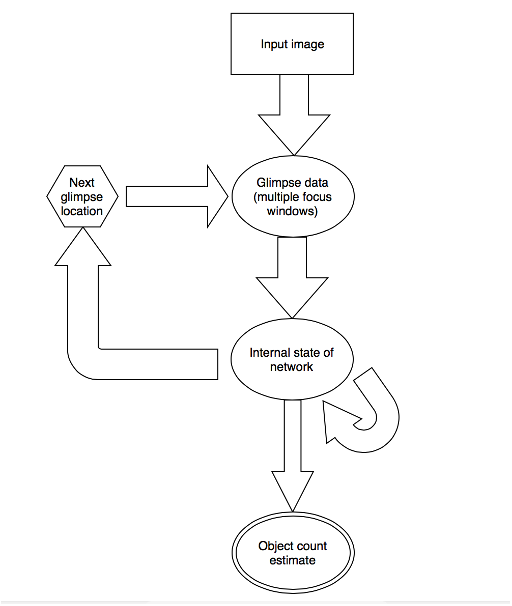 Input image
Next
glimpse
location
Glimpse data
(multiple focus
windows)
Internal state of
network
Object count
estimate